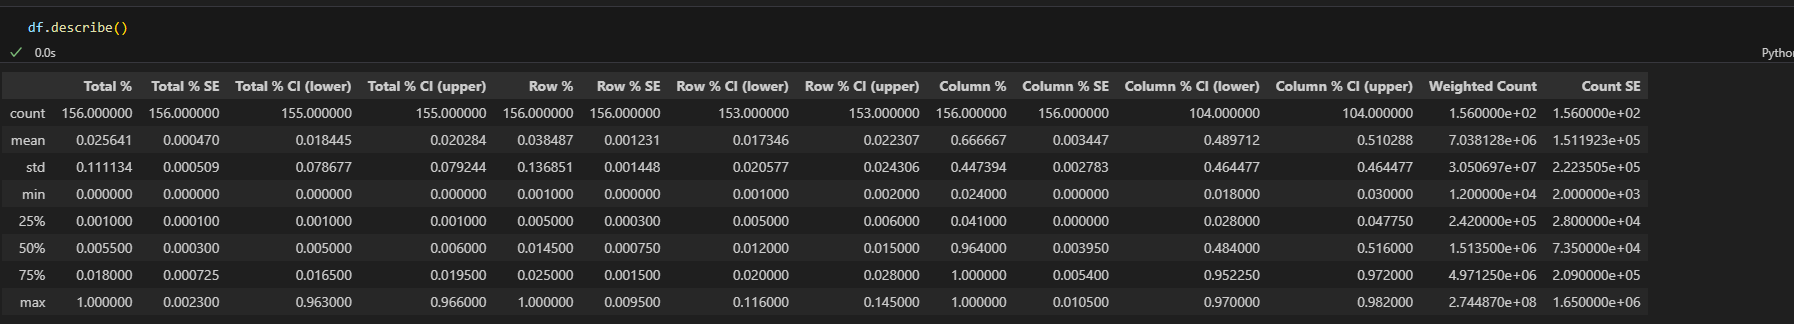 df.describe()
0.0s
Python
Total % Total % SE Total % CI (lower) Total % CI (upper) Row % Row % SE Row % CI (lower) Row % CI (upper) Column % Column % SE Column % CI (lower) Column % CI (upper) Weighted Count Count SE
count 156.000000 156.000000 155.000000 155.000000 156.000000 156.000000 153.000000 153.000000 156.000000 156.000000 104.000000 104.000000 1.560000e+02 1.560000e+02
mean 0.025641 0.000470 0.018445 0.020284 0.038487 0.001231 0.017346 0.022307 0.666667 0.003447 0.489712 0.510288 7.038128e+06 1.511923e+05
std 0.111134 0.000509 0.078677 0.079244 0.136851 0.001448 0.020577 0.024306 0.447394 0.002783 0.464477 0.464477 3.050697e+07 2.223505e+05
min 0.000000 0.000000 0.000000 0.000000 0.001000 0.000000 0.001000 0.002000 0.024000 0.000000 0.018000 0.030000 1.200000e+04 2.000000e+03
25% 0.001000 0.000100 0.001000 0.001000 0.005000 0.000300 0.005000 0.006000 0.041000 0.000000 0.028000 0.047750 2.420000e+05 2.800000e+04
50% 0.005500 0.000300 0.005000 0.006000 0.014500 0.000750 0.012000 0.015000 0.964000 0.003950 0.484000 0.516000 1.513500e+06 7.350000e+04
75% 0.018000 0.000725 0.016500 0.019500 0.025000 0.001500 0.020000 0.028000 1.000000 0.005400 0.952250 0.972000 4.971250e+06 2.090000e+05
max 1.000000 0.002300 0.963000 0.966000 1.000000 0.009500 0.116000 0.145000 1.000000 0.010500 0.970000 0.982000 2.744870e+08 1.650000e+06